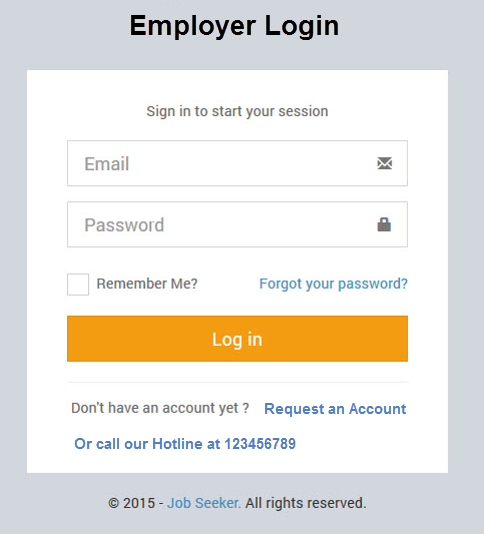 Employer Login
Sign in to start your session
Email
Password
Remember Me? Forgot your password?
Log in
Don't have an account yet ? Request an Account
Or call our Hotline at 123456789
© 2015 - Job Seeker. All rights reserved.